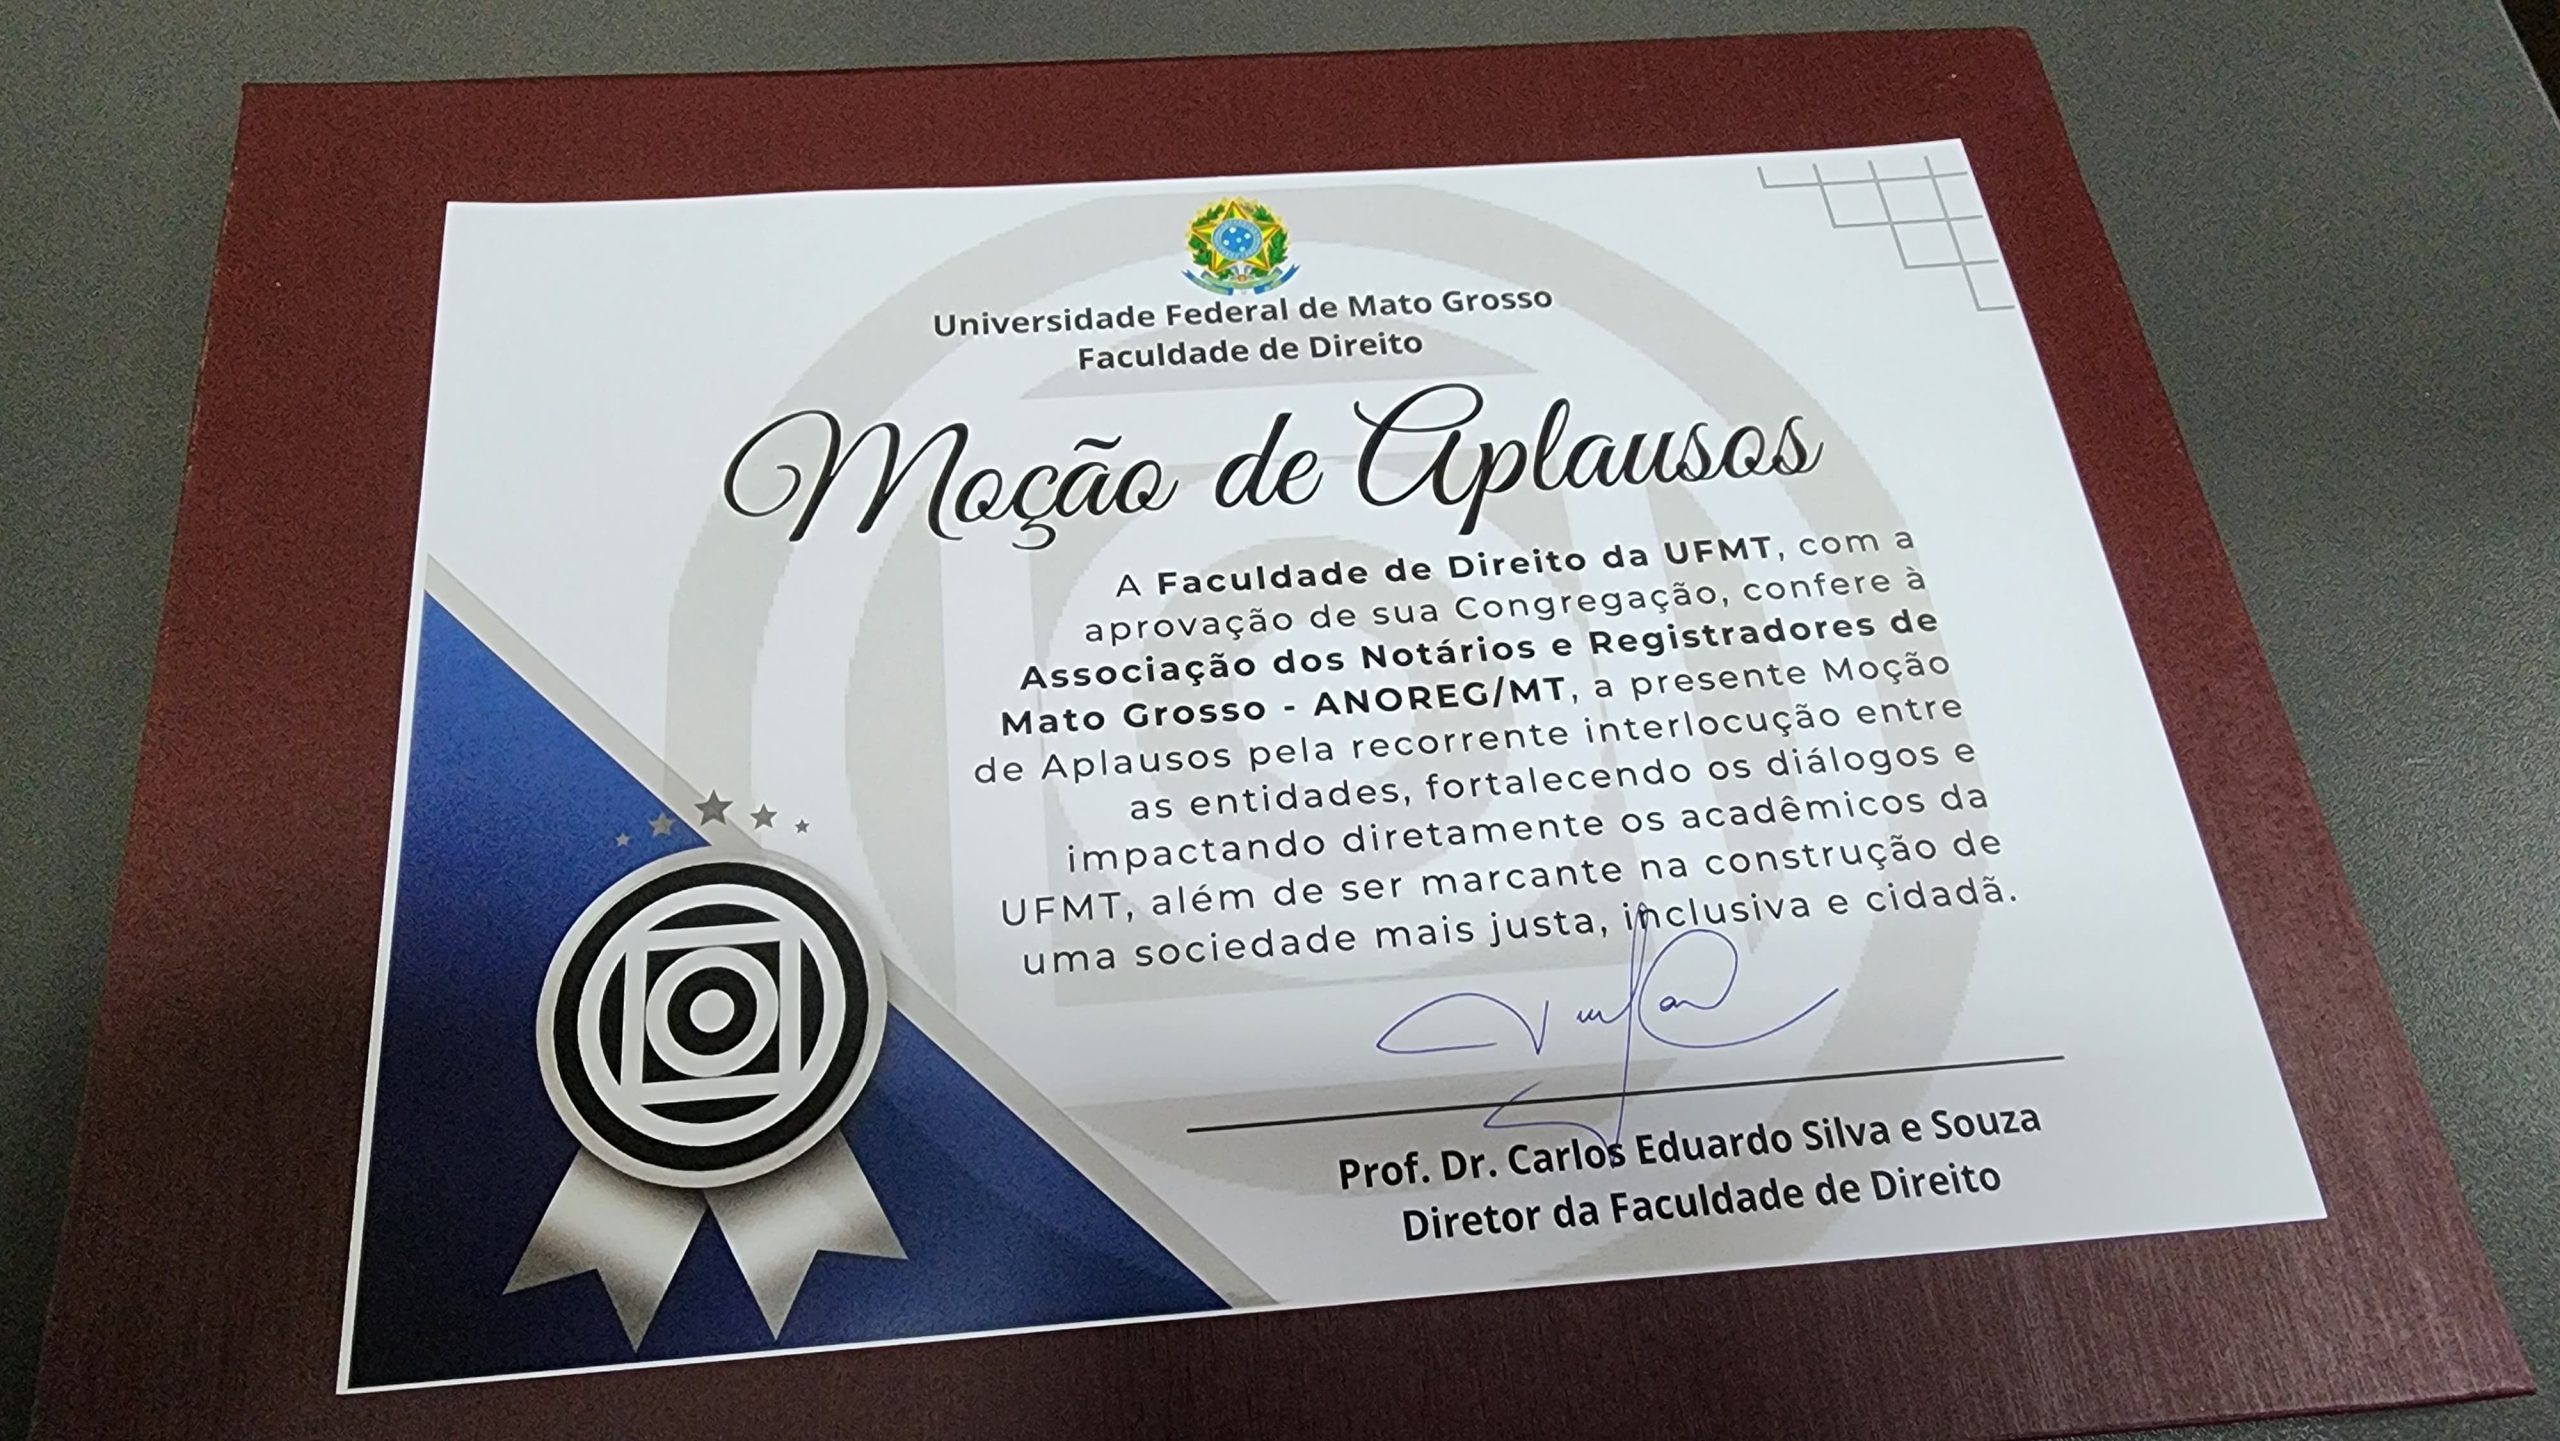 Universidade Federal de Mato Grosso
Faculdade de Direito
Moção de Aplausos
A Faculdade de Direito da UFMT, com a
aprovação de sua Congregação, confere à
Associação dos Notários e Registradores de
Mato Grosso - ANOREG/MT, a presente Moção
de Aplausos pela recorrente interlocução entre
as entidades, fortalecendo os diálogos e
impactando diretamente os acadêmicos da
UFMT, além de ser marcante na construção de
uma sociedade mais justa, inclusiva e cidadã.
Prof. Dr. Carlos Eduardo Silva e Souza
Diretor da Faculdade de Direito